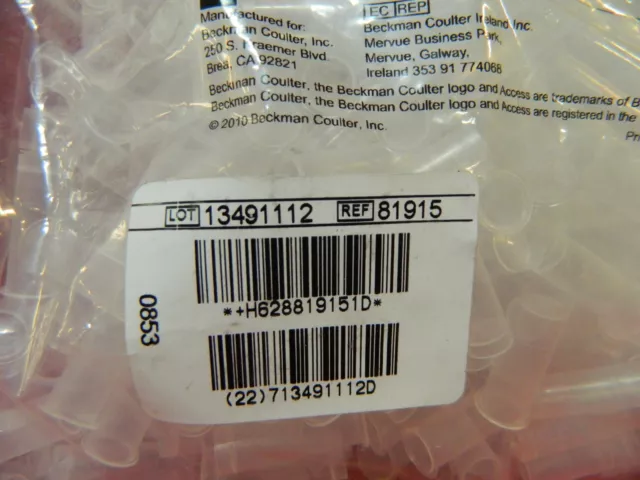 Manufactured for:
Beckman Coulter, Inc.
250 S. Kraemer Blvd.
Brea, CA 92821
EC REP
Beckman Coulter Ireland Inc.
Mervue Business Park,
Mervue, Galway,
Ireland 353 91 774068
Beckman Coulter, the Beckman Coulter logo and Access are trademarks of B
Beckman Coulter, the Beckman Coulter logo and Access are registered in the
© 2010 Beckman Coulter, Inc.
LOT 13491112 REF 81915
*+H628819151D*
0853
(22)713491112D